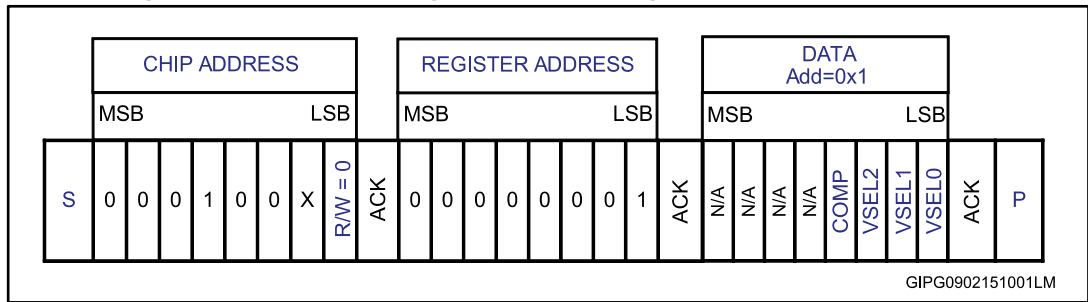 CHIP ADDRESS REGISTER ADDRESS DATA
Add=0x1
MSB LSB MSB LSB MSB LSB
S 0 0 0 1 0 0 X R/W = 0 ACK 0 0 0 0 0 0 0 1 ACK N/A N/A N/A N/A COMP VSEL2 VSEL1 VSEL0 ACK P
GIPG0902151001LM